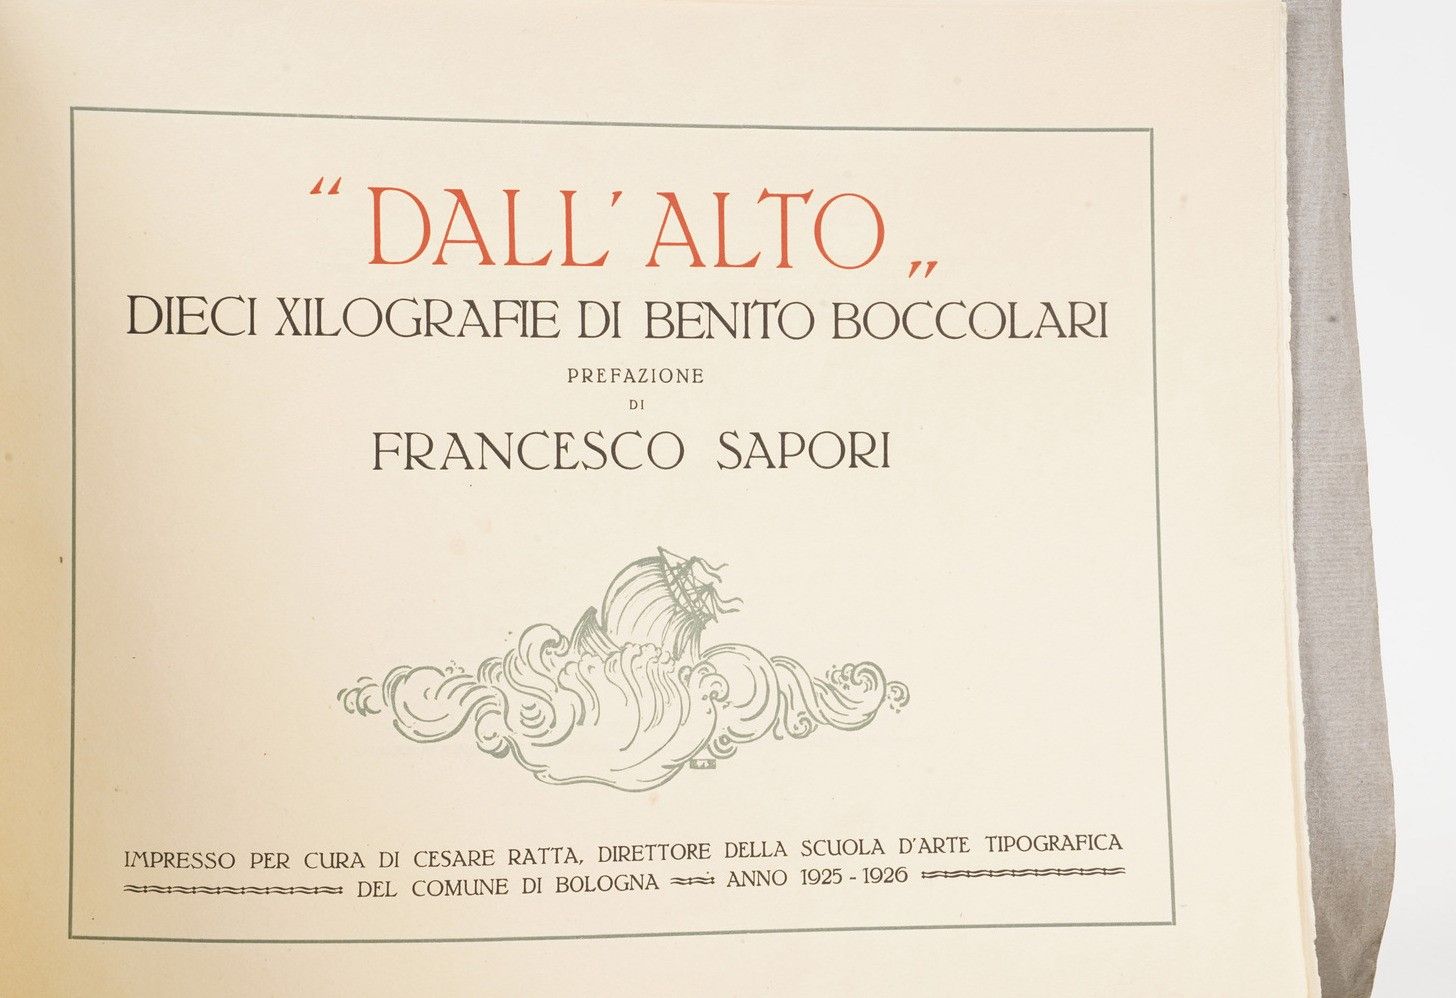 “ DALL' ALTO „
DIECI XILOGRAFIE DI BENITO BOCCOLARI
PREFAZIONE
DI
FRANCESCO SAPORI
IMPRESSO PER CURA DI CESARE RATTA, DIRETTORE DELLA SCUOLA D'ARTE TIPOGRAFICA
DEL COMUNE DI BOLOGNA ANNO 1925 - 1926